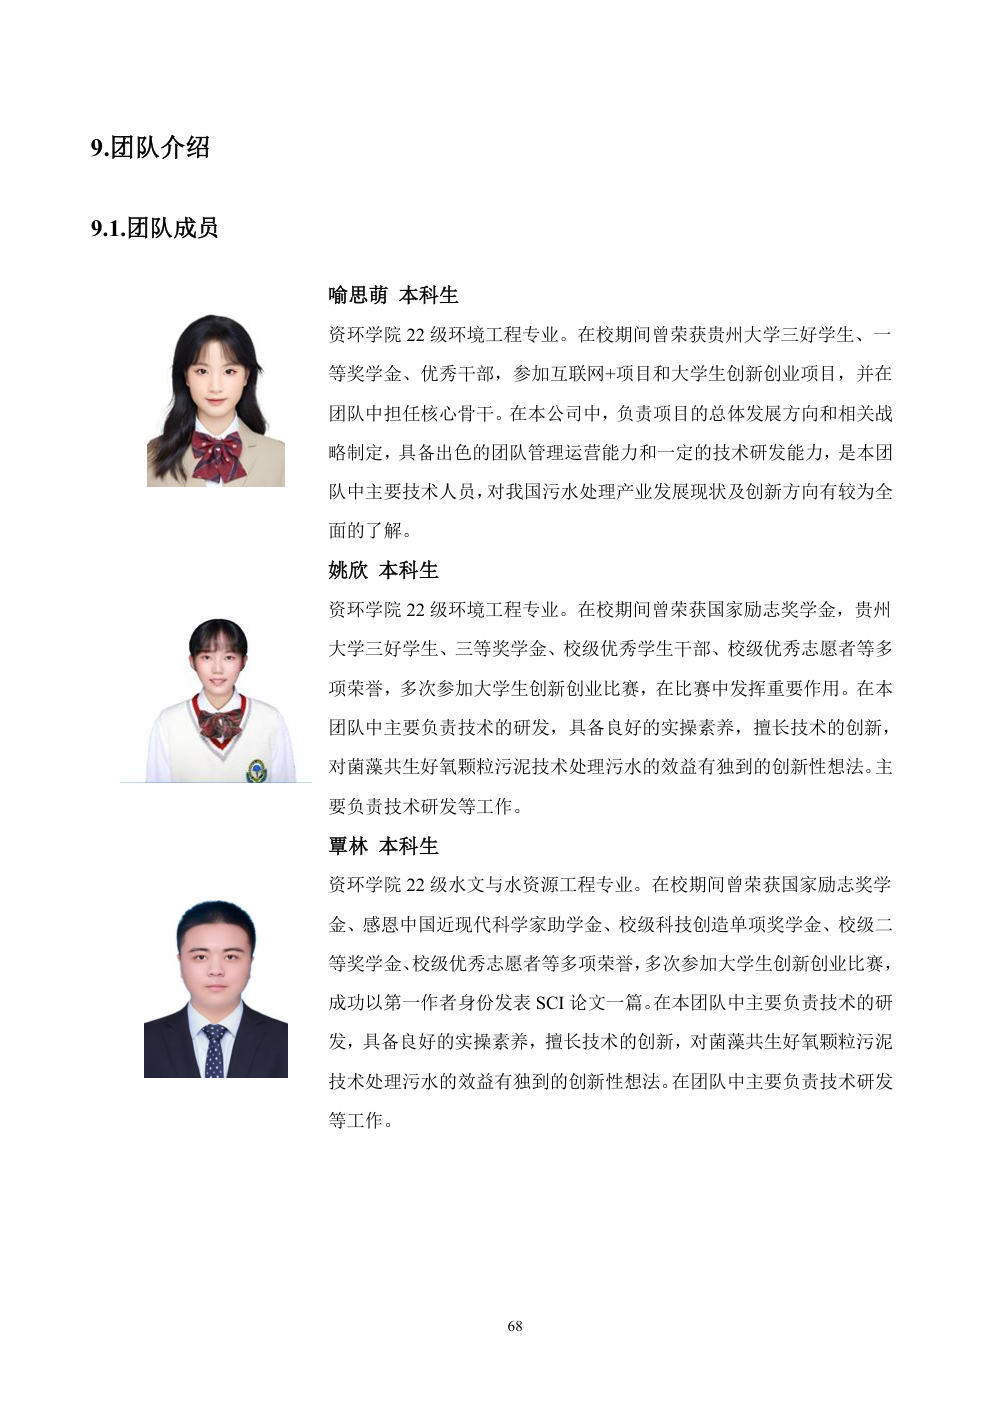 9.团队介绍
9.1.团队成员
喻思萌 本科生
资环学院 22 级环境工程专业。在校期间曾荣获贵州大学三好学生、一
等奖学金、优秀干部，参加互联网+项目和大学生创新创业项目，并在
团队中担任核心骨干。在本公司中，负责项目的总体发展方向和相关战
略制定，具备出色的团队管理运营能力和一定的技术研发能力，是本团
队中主要技术人员，对我国污水处理产业发展现状及创新方向有较为全
面的了解。
姚欣 本科生
资环学院 22 级环境工程专业。在校期间曾荣获国家励志奖学金，贵州
大学三好学生、三等奖学金、校级优秀学生干部、校级优秀志愿者等多
项荣誉，多次参加大学生创新创业比赛，在比赛中发挥重要作用。在本
团队中主要负责技术的研发，具备良好的实操素养，擅长技术的创新，
对菌藻共生好氧颗粒污泥技术处理污水的效益有独到的创新性想法。主
要负责技术研发等工作。
覃林 本科生
资环学院 22 级水文与水资源工程专业。在校期间曾荣获国家励志奖学
金、感恩中国近现代科学家助学金、校级科技创造单项奖学金、校级二
等奖学金、校级优秀志愿者等多项荣誉，多次参加大学生创新创业比赛，
成功以第一作者身份发表 SCI 论文一篇。在本团队中主要负责技术的研
发，具备良好的实操素养，擅长技术的创新，对菌藻共生好氧颗粒污泥
技术处理污水的效益有独到的创新性想法。在团队中主要负责技术研发
等工作。
68